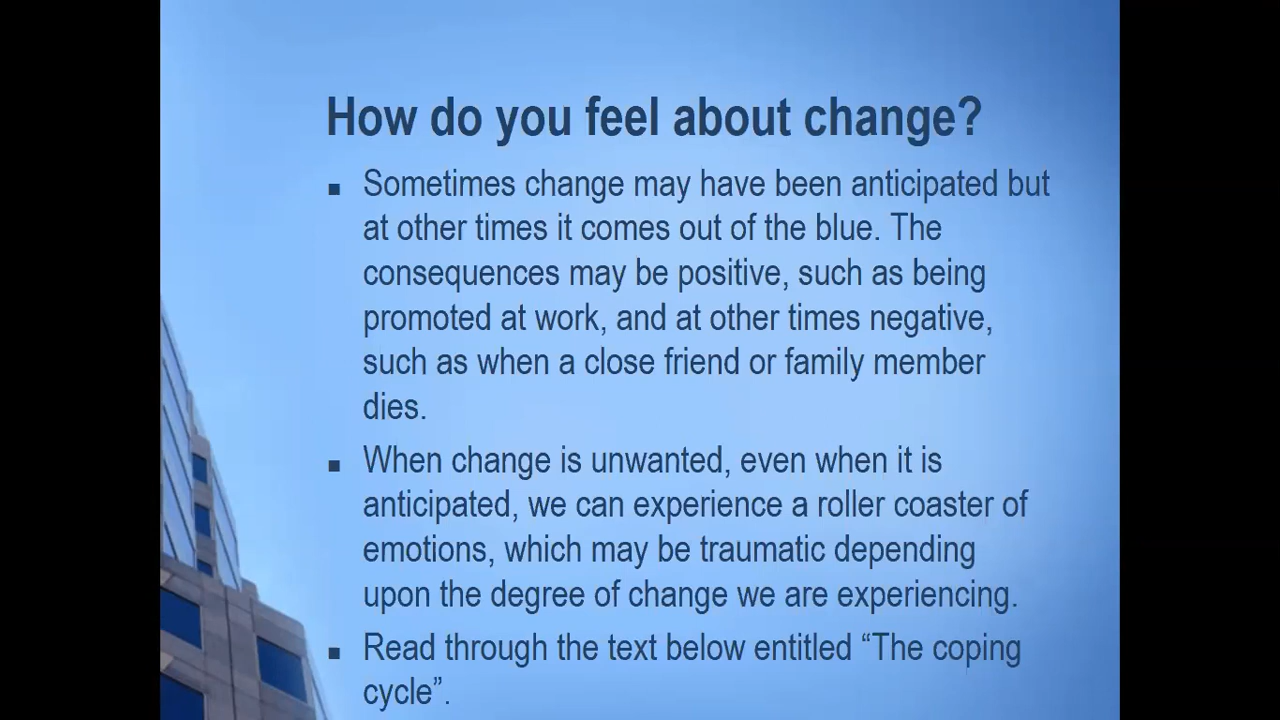 How do you feel about change?
▪ Sometimes change may have been anticipated but
at other times it comes out of the blue. The
consequences may be positive, such as being
promoted at work, and at other times negative,
such as when a close friend or family member
dies.
▪ When change is unwanted, even when it is
anticipated, we can experience a roller coaster of
emotions, which may be traumatic depending
upon the degree of change we are experiencing.
▪ Read through the text below entitled “The coping
cycle”.